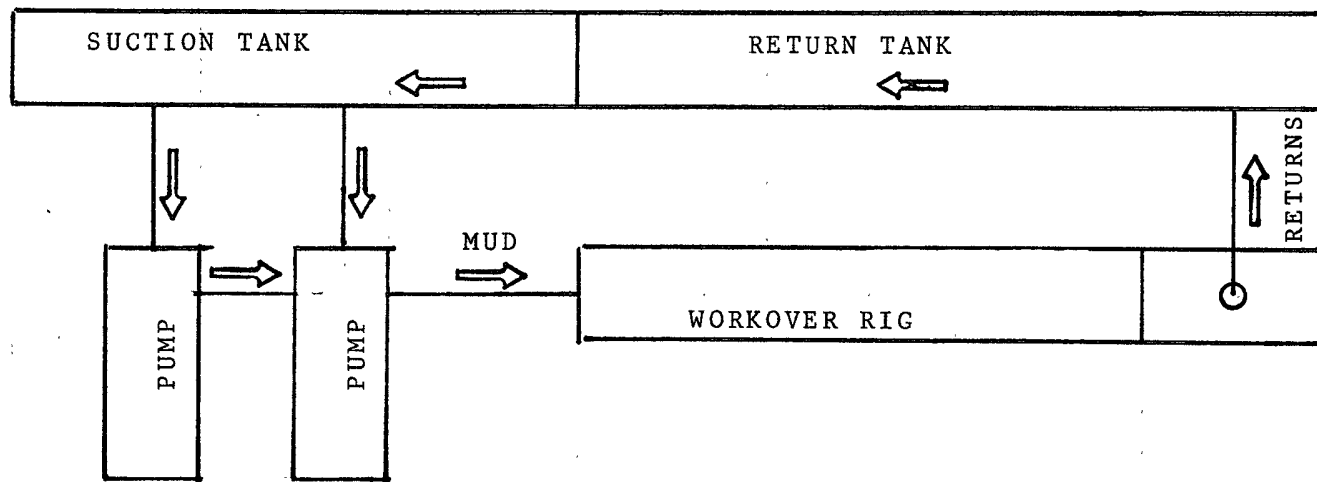 SUCTION TANK
RETURN TANK
RETURNS
MUD
WORKOVER RIG
PUMP
PUMP